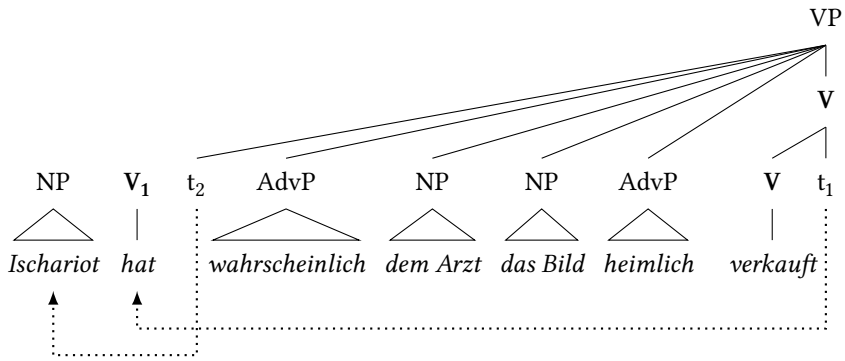 VP
V
NP V₁ t₂ AdvP NP NP AdvP V t₁
Ischariot hat wahrscheinlich dem Arzt das Bild heimlich verkauft